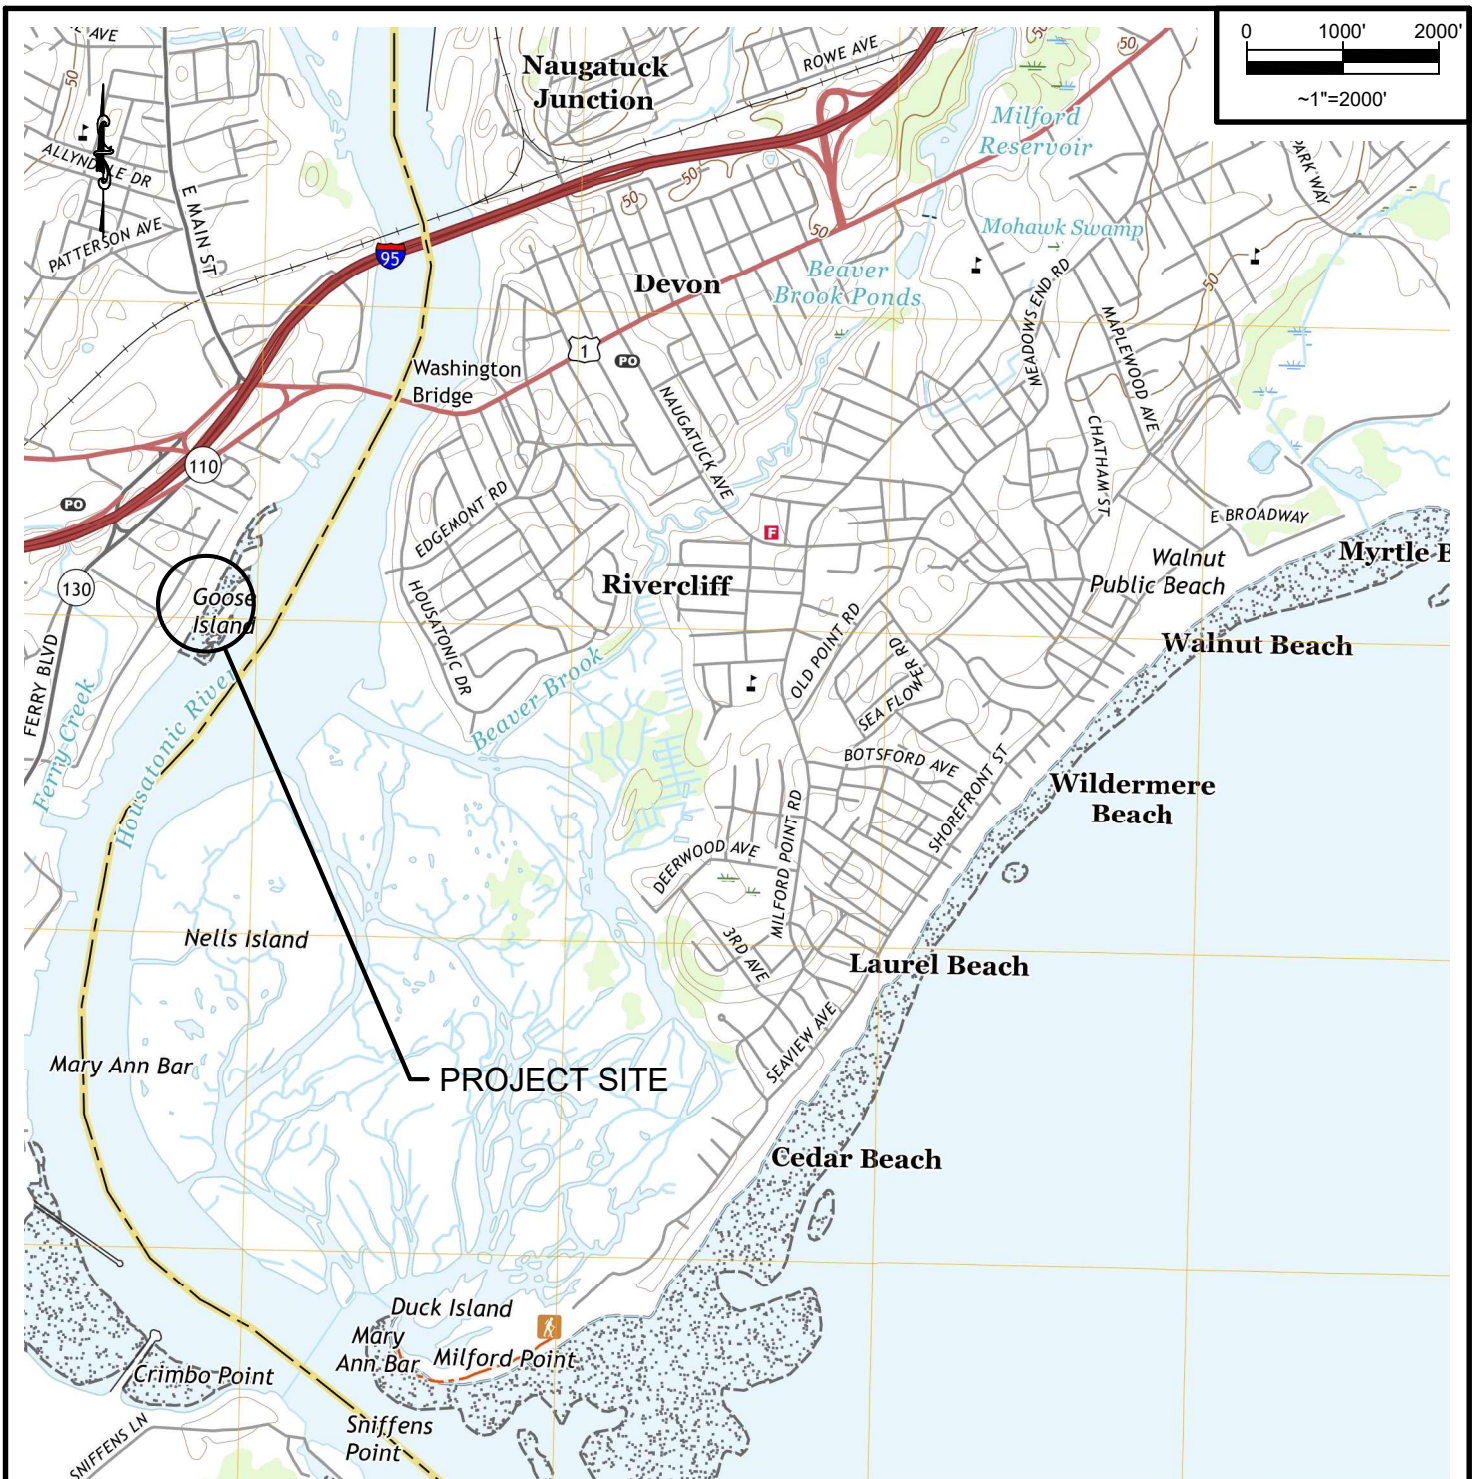 AVE
50
0 1000' 2000'
~1"=2000'
Naugatuck
Junction
ROWE AVE
50
50
Milford
Reservoir
ALLYNDALE DR
E MAIN ST
PATTERSON AVE
PARK WAY
50
50
50
Mohawk Swamp
95
Devon
Beaver
Brook Ponds
50
MEADOWS END RD
MAPLEWOOD AVE
1
PO
Washington
Bridge
NAUGATUCK AVE
CHATHAM ST
110
PO
EDGEMONT RD
E BROADWAY
F
Walnut
Public Beach
Myrtle B
130
Goose
Island
HOUSATONIC DR
Rivercliff
FERRY BLVD
OLD POINT RD
SEA FLOWER RD
Walnut Beach
Ferry Creek
Housatonic River
Beaver Brook
BOTSFORD AVE
SHOREFRONT ST
Wildermere
Beach
DEERWOOD AVE
MILFORD POINT RD
Nells Island
3RD AVE
Laurel Beach
SEAVIEW AVE
Mary Ann Bar
PROJECT SITE
Cedar Beach
Duck Island
Mary
Ann Bar
Milford Point
Crimbo Point
Sniffens
Point
SNIFFENS LN